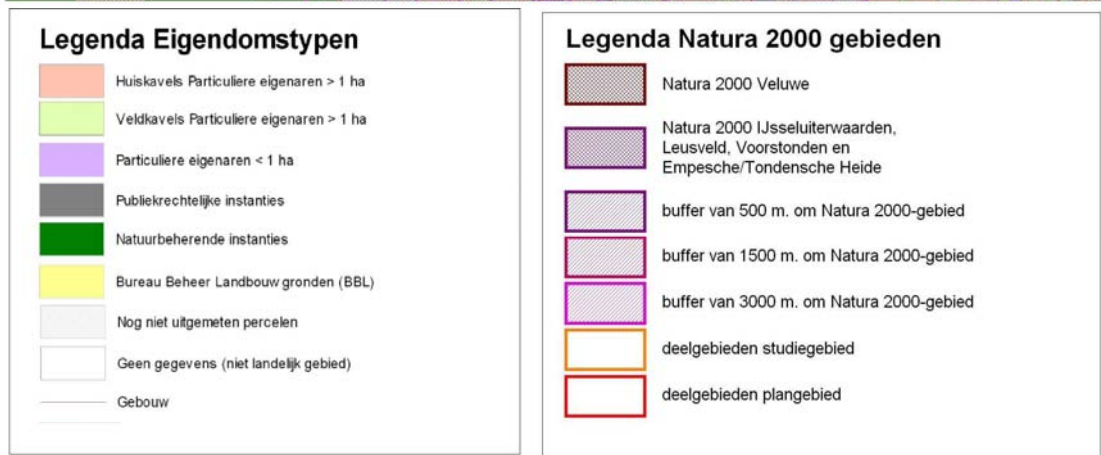 Legenda Eigendomstypen
Huiskavels Particuliere eigenaren > 1 ha
Veldkavels Particuliere eigenaren > 1 ha
Particuliere eigenaren < 1 ha
Publiekrechtelijke instanties
Natuurbeherende instanties
Bureau Beheer Landbouw gronden (BBL)
Nog niet uitgemeten percelen
Geen gegevens (niet landelijk gebied)
Gebouw
Legenda Natura 2000 gebieden
Natura 2000 Veluwe
Natura 2000 IJsseluiterwaarden,
Leusveld, Voorstonden en
Empesche/Tondensche Heide
buffer van 500 m. om Natura 2000-gebied
buffer van 1500 m. om Natura 2000-gebied
buffer van 3000 m. om Natura 2000-gebied
deelgebieden studiegebied
deelgebieden plangebied